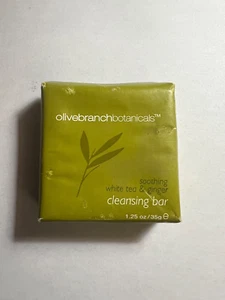 olivebranchbotanicals™
soothing
white tea & ginger
cleansing bar
1.25 oz/35g ℮